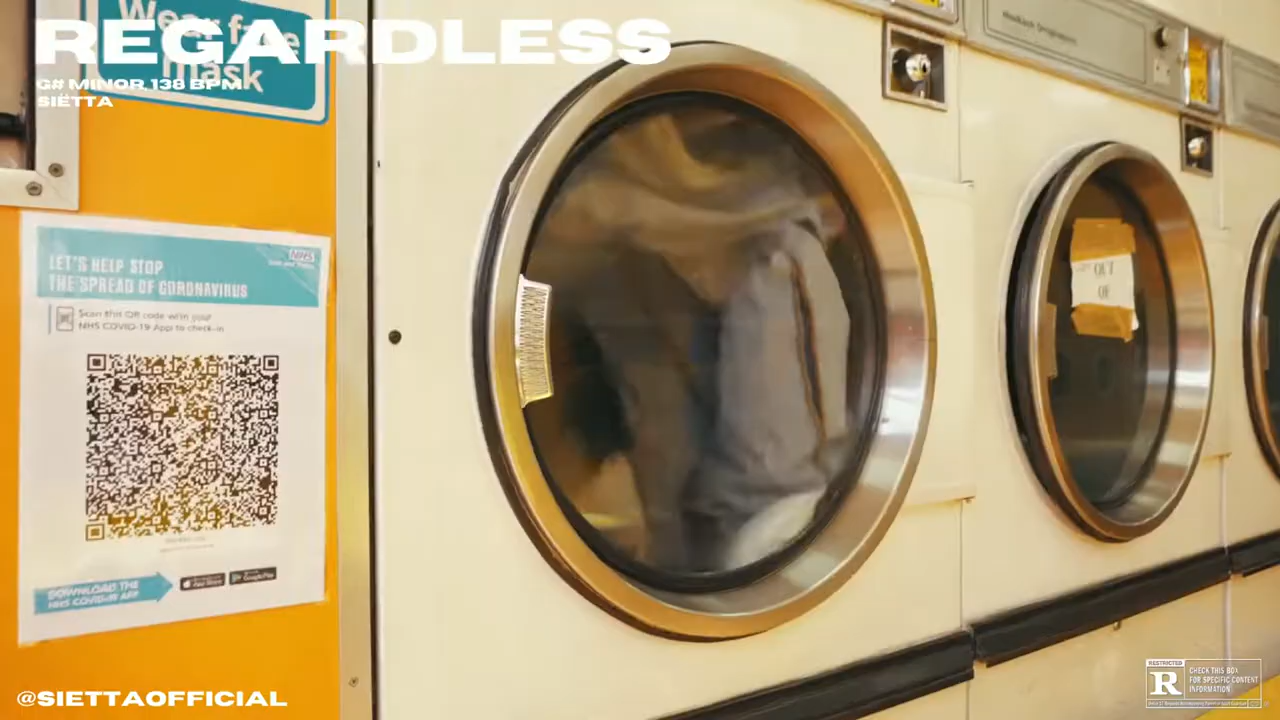 REGARDLESS
G# MINOR, 138 BPM
SIËTTA
Wear face
mask
NHS
LET'S HELP STOP
THE SPREAD OF CORONAVIRUS
Scan this QR code with your
NHS COVID-19 App to check-in
DOWNLOAD THE
NHS COVID-19 APP
App Store
Google Play
OUT
OF
@SIETTAOFFICIAL
RESTRICTED
R
CHECK THIS BOX
FOR SPECIFIC CONTENT
INFORMATION